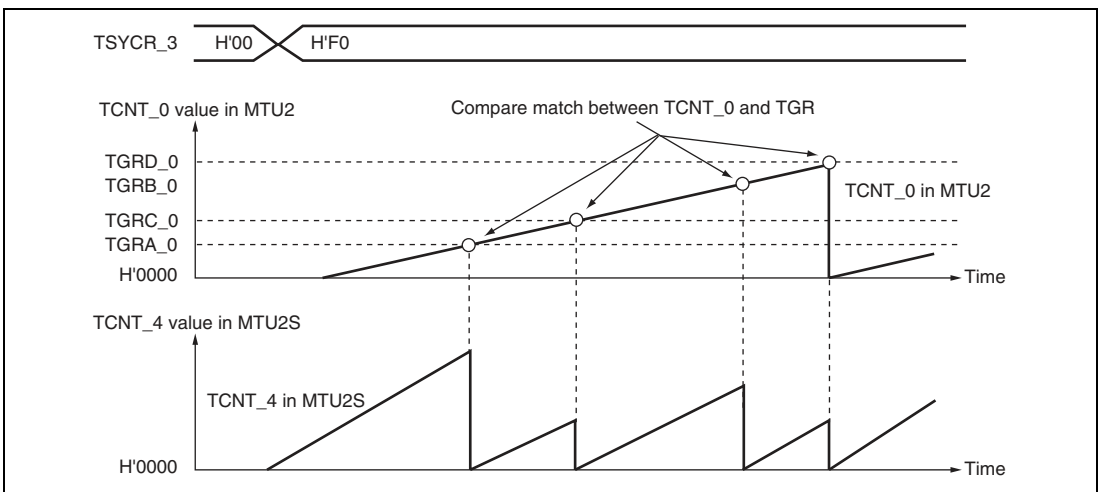 TSYCR_3 H'00 H'F0
TCNT_0 value in MTU2
Compare match between TCNT_0 and TGR
TGRD_0
TGRB_0
TCNT_0 in MTU2
TGRC_0
TGRA_0
H'0000
Time
TCNT_4 value in MTU2S
TCNT_4 in MTU2S
H'0000
Time